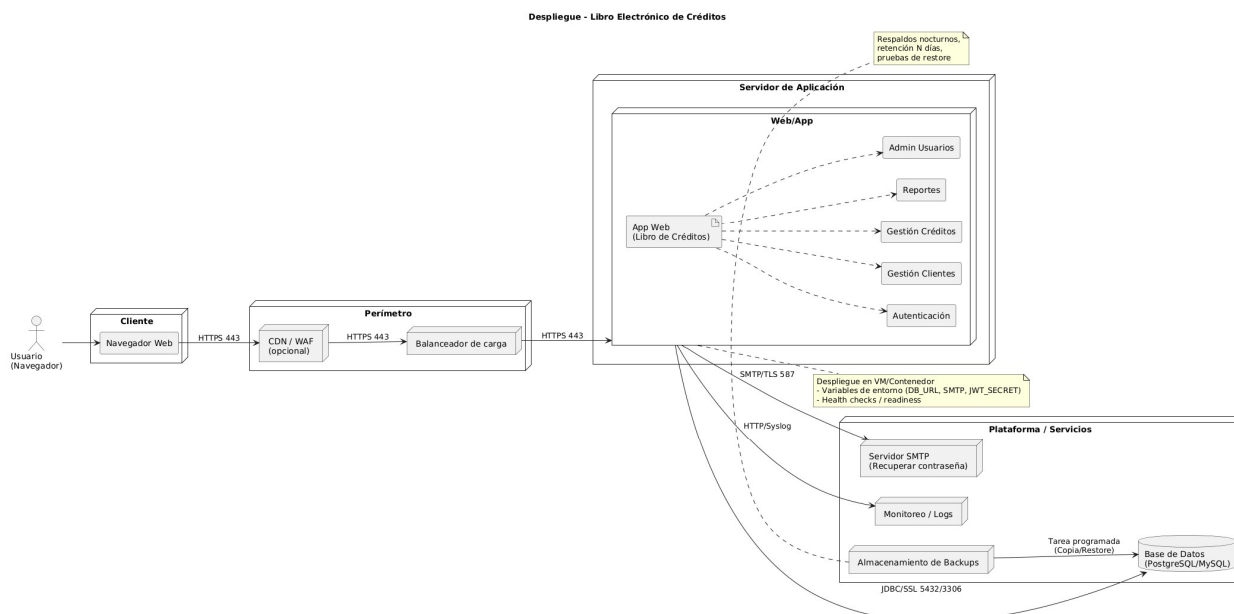 Despliegue - Libro Electrónico de Créditos
Respaldos nocturnos,
retención N días,
pruebas de restore
Servidor de Aplicación
Web/App
Admin Usuarios
Reportes
App Web
(Libro de Créditos)
Gestión Créditos
Gestión Clientes
Autenticación
Usuario
(Navegador)
Cliente
Navegador Web
HTTPS 443
Perímetro
CDN / WAF
(opcional)
HTTPS 443
Balanceador de carga
HTTPS 443
SMTP/TLS 587
Despliegue en VM/Contenedor
- Variables de entorno (DB_URL, SMTP, JWT_SECRET)
- Health checks / readiness
HTTP/Syslog
Plataforma / Servicios
Servidor SMTP
(Recuperar contraseña)
Monitoreo / Logs
Almacenamiento de Backups
Tarea programada
(Copia/Restore)
Base de Datos
(PostgreSQL/MySQL)
JDBC/SSL 5432/3306